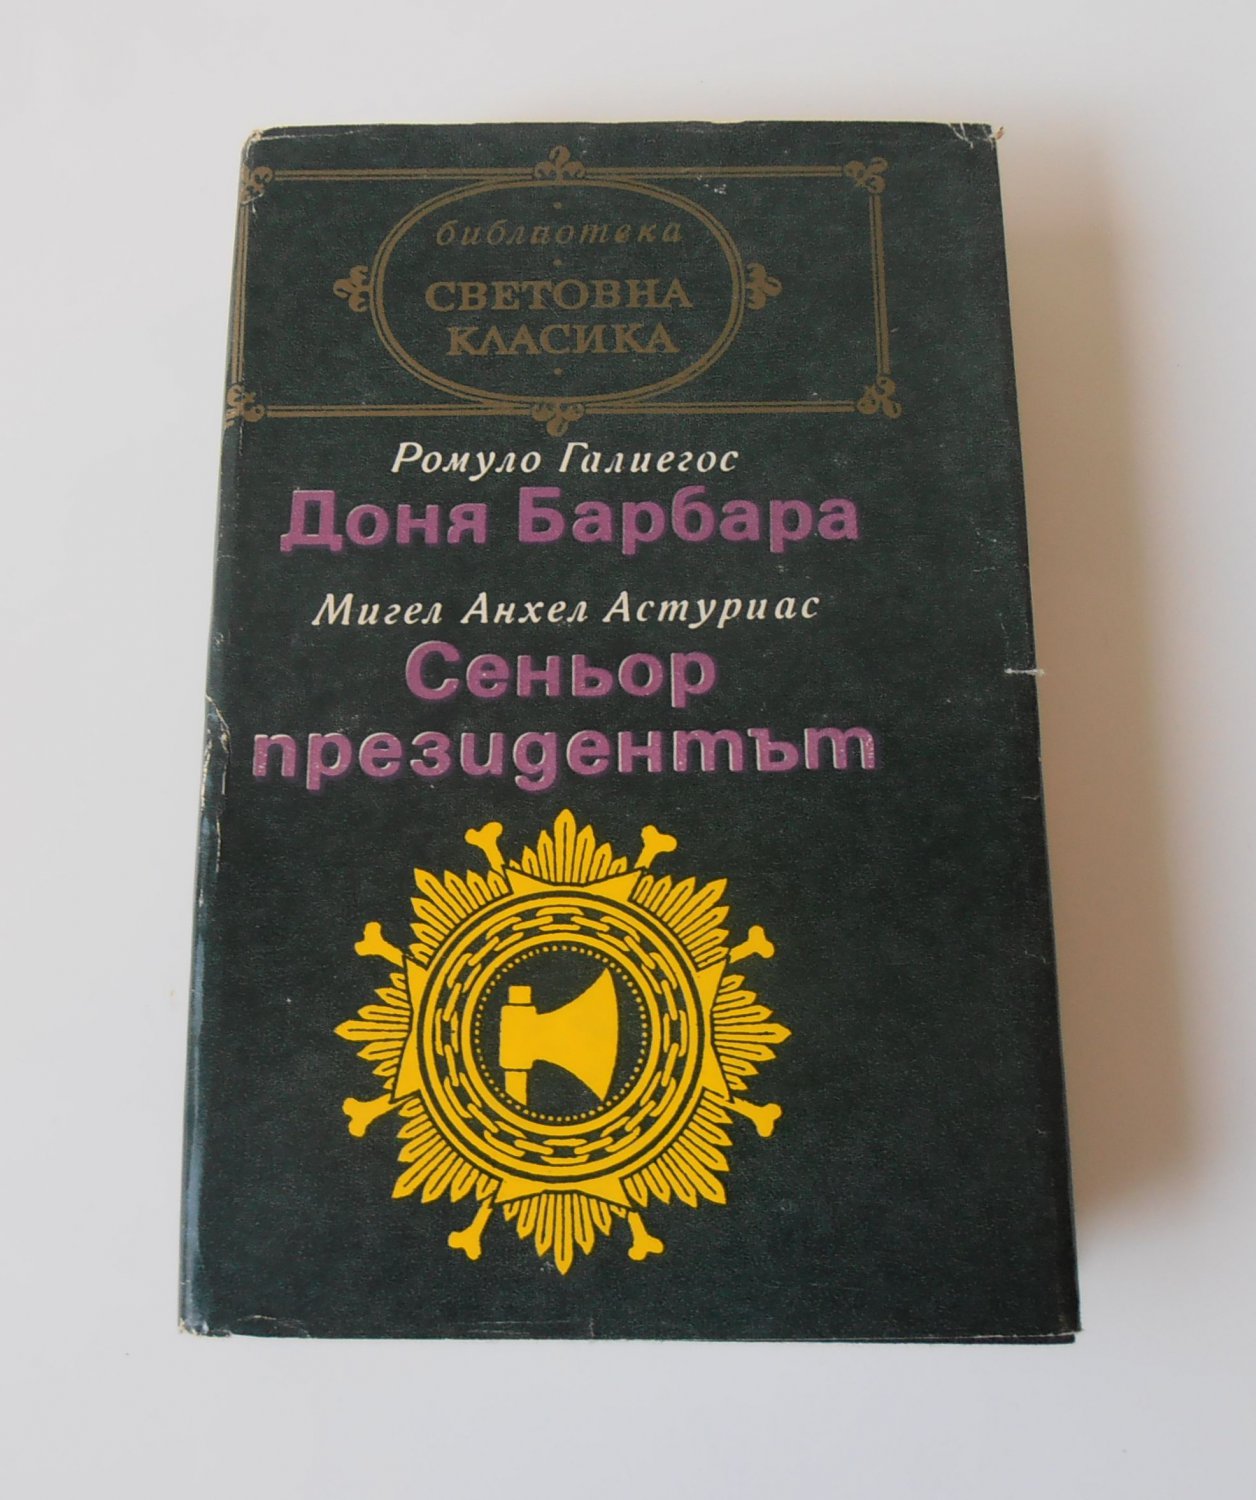 библиотека
СВЕТОВНА
КЛАСИКА
Ромуло Галиегос
Доня Барбара
Мигел Анхел Астуриас
Сеньор
президентът